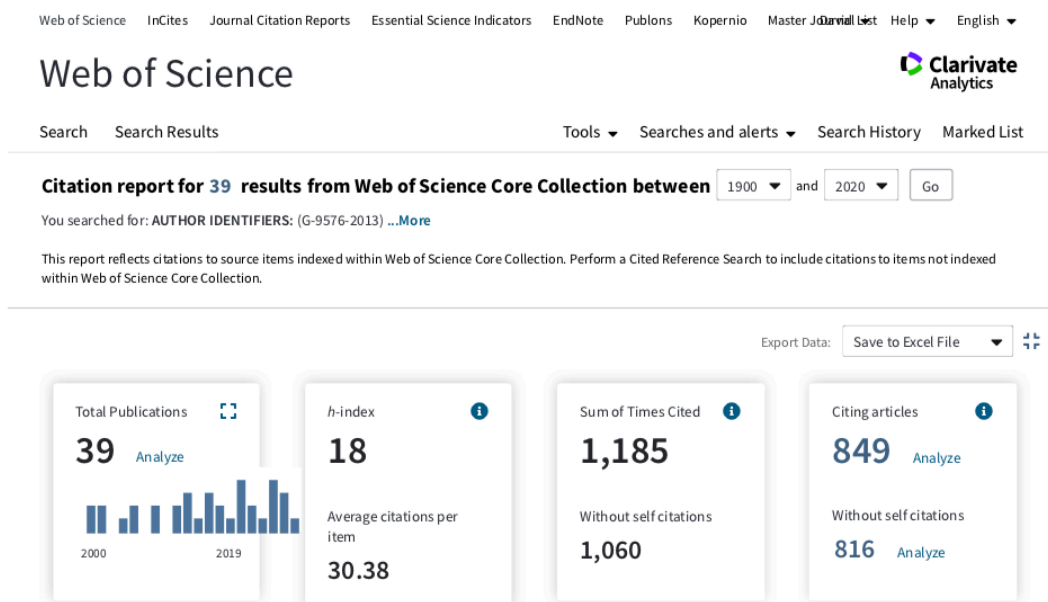 Web of Science InCites Journal Citation Reports Essential Science Indicators EndNote Publons Kopernio Master Journal List David Help English
Web of Science
Clarivate
Analytics
Search Search Results Tools Searches and alerts Search History Marked List
Citation report for 39 results from Web of Science Core Collection between 1900 and 2020 Go
You searched for: AUTHOR IDENTIFIERS: (G-9576-2013) ...More
This report reflects citations to source items indexed within Web of Science Core Collection. Perform a Cited Reference Search to include citations to items not indexed
within Web of Science Core Collection.
Export Data: Save to Excel File
Total Publications
39 Analyze
2000 2019
h-index
18
Average citations per
item
30.38
Sum of Times Cited
1,185
Without self citations
1,060
Citing articles
849 Analyze
Without self citations
816 Analyze